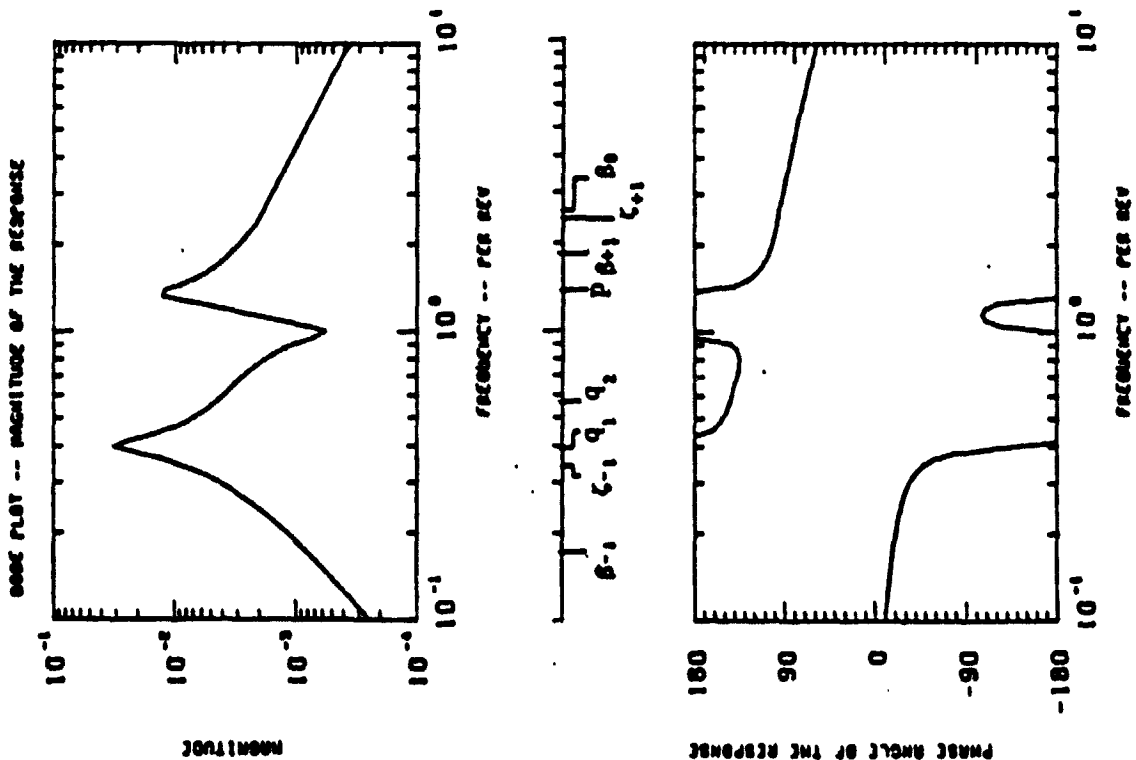 BODE PLOT -- MAGNITUDE OF THE RESPONSE
MAGNITUDE
10⁻¹
10⁻²
10⁻³
10⁻⁴
10⁻¹
10⁰
10¹
FREQUENCY -- PER REV
β₋₁
ζ₋₁
q₁
q₂
p
β₊₁
ζ₊₁
β₀
PHASE ANGLE OF THE RESPONSE
180
90
0
-90
-180
10⁻¹
10⁰
10¹
FREQUENCY -- PER REV